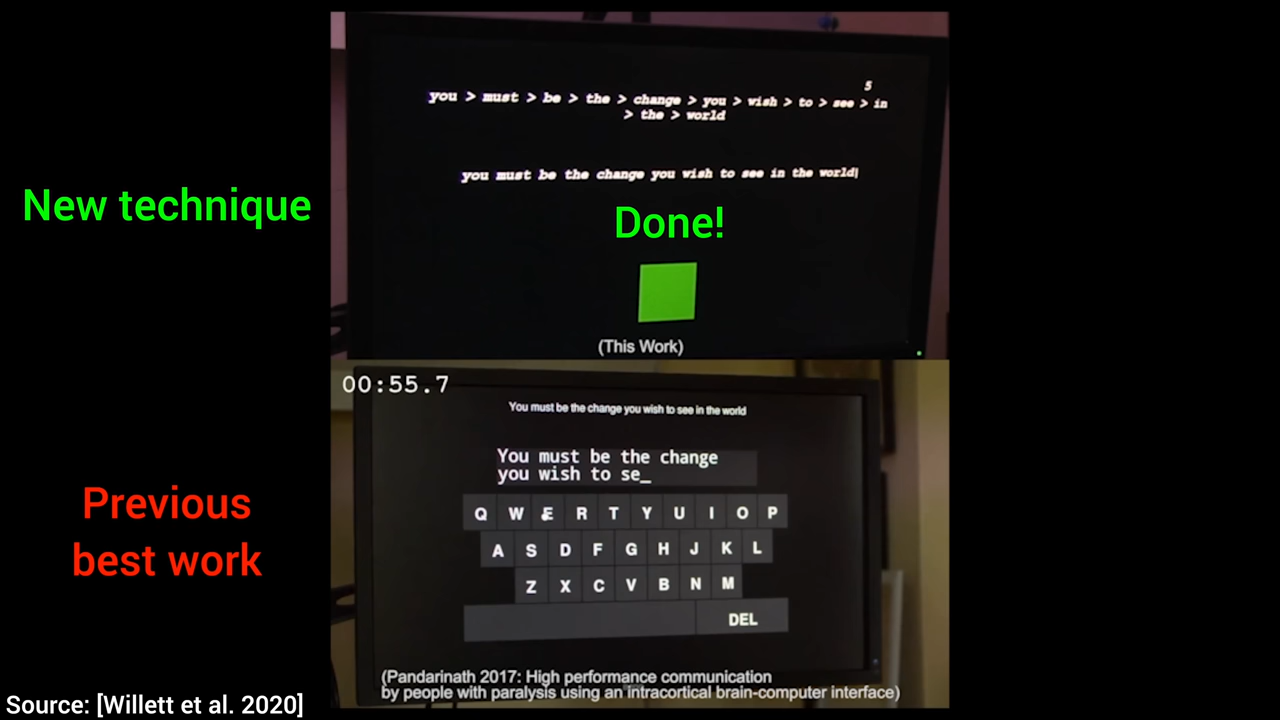 5
you > must > be > the > change > you > wish > to > see > in
> the > world
you must be the change you wish to see in the world|
New technique
Done!
(This Work)
00:55.7
You must be the change you wish to see in the world
You must be the change
you wish to se_
Q W E R T Y U I O P
A S D F G H J K L
Z X C V B N M
DEL
Previous
best work
(Pandarinath 2017: High performance communication
by people with paralysis using an intracortical brain-computer interface)
Source: [Willett et al. 2020]